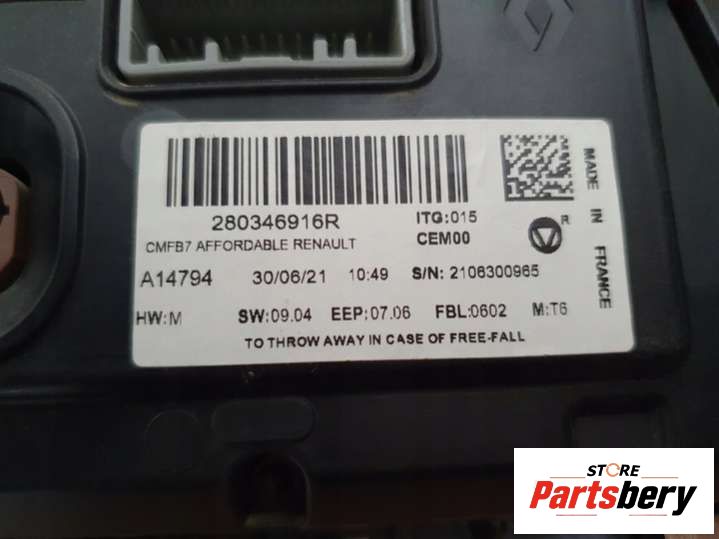 280346916R
ITG:015
CMFB7 AFFORDABLE RENAULT
CEM00
R
MADE IN FRANCE
A14794 30/06/21 10:49 S/N: 2106300965
HW:M SW:09.04 EEP:07.06 FBL:0602 M:T6
TO THROW AWAY IN CASE OF FREE-FALL
STORE
Partsbery